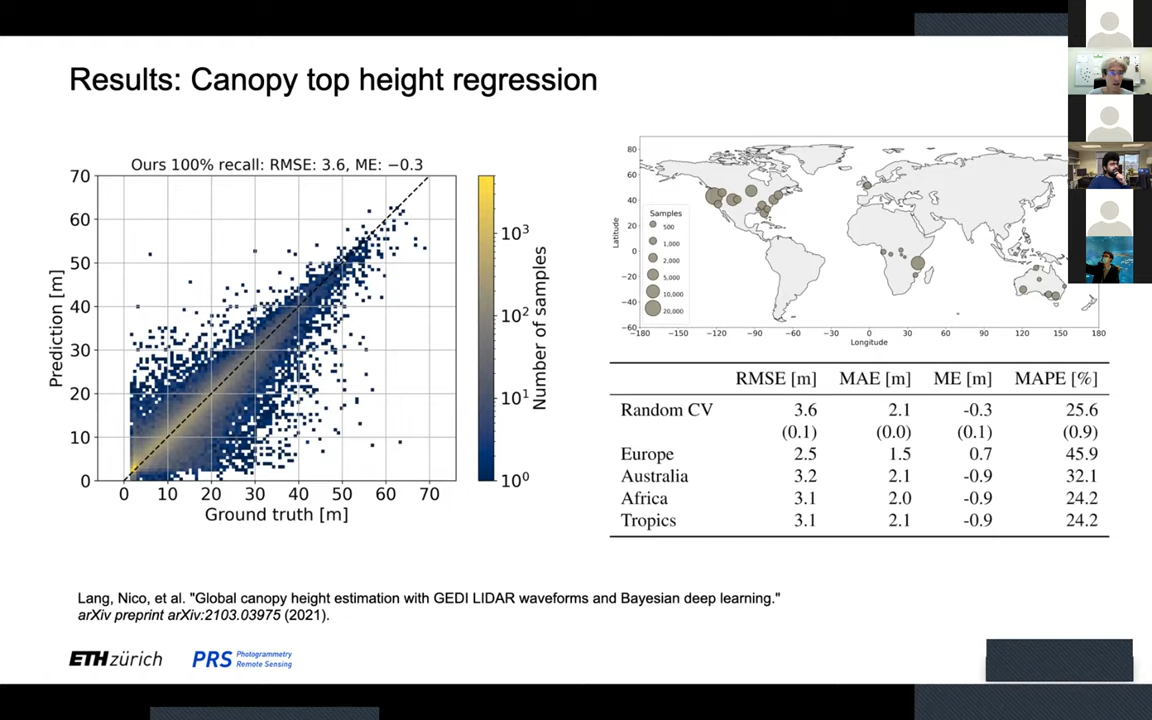 Results: Canopy top height regression
Ours 100% recall: RMSE: 3.6, ME: −0.3
70
60
50
40
30
20
10
0
Prediction [m]
0 10 20 30 40 50 60 70
Ground truth [m]
10³
10²
10¹
10⁰
Number of samples
80
60
40
20
0
−20
−40
−60
Latitude
Samples
500
1,000
2,000
5,000
10,000
20,000
−180 −150 −120 −90 −60 −30 0 30 60 90 120 150 180
Longitude
RMSE [m] MAE [m] ME [m] MAPE [%]
Random CV 3.6 2.1 -0.3 25.6
(0.1) (0.0) (0.1) (0.9)
Europe 2.5 1.5 0.7 45.9
Australia 3.2 2.1 -0.9 32.1
Africa 3.1 2.0 -0.9 24.2
Tropics 3.1 2.1 -0.9 24.2
Lang, Nico, et al. "Global canopy height estimation with GEDI LIDAR waveforms and Bayesian deep learning."
arXiv preprint arXiv:2103.03975 (2021).
ETH zürich
PRS Photogrammetry
Remote Sensing